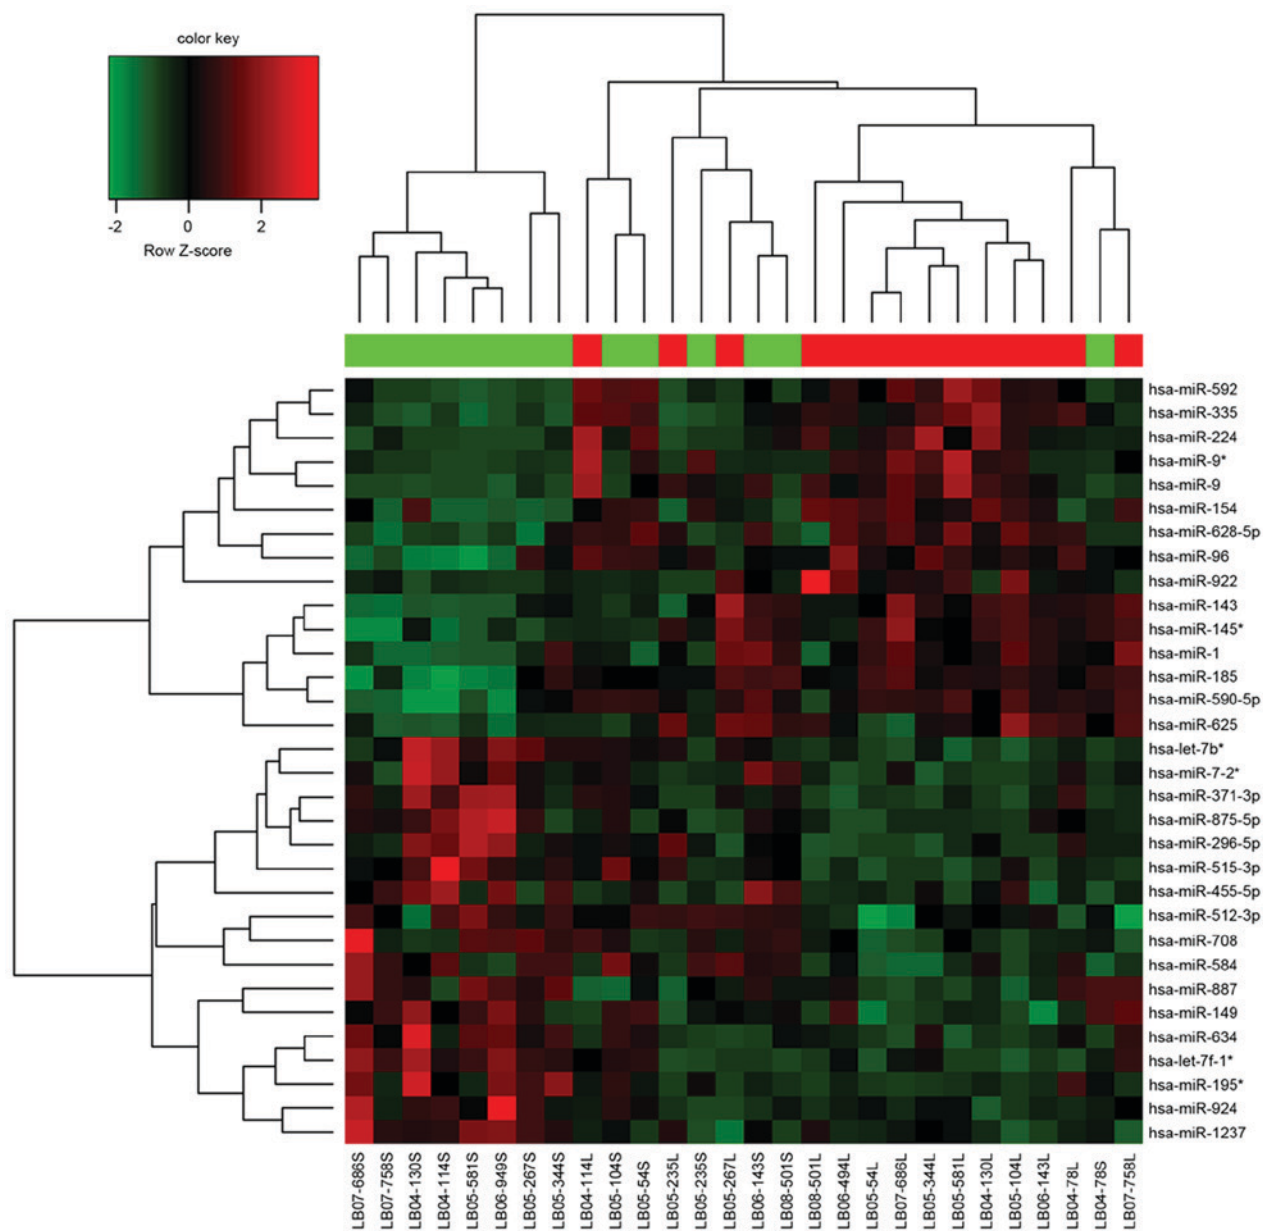 color key
-2 0 2
Row Z-score
hsa-miR-592
hsa-miR-335
hsa-miR-224
hsa-miR-9*
hsa-miR-9
hsa-miR-154
hsa-miR-628-5p
hsa-miR-96
hsa-miR-922
hsa-miR-143
hsa-miR-145*
hsa-miR-1
hsa-miR-185
hsa-miR-590-5p
hsa-miR-625
hsa-let-7b*
hsa-miR-7-2*
hsa-miR-371-3p
hsa-miR-875-5p
hsa-miR-296-5p
hsa-miR-515-3p
hsa-miR-455-5p
hsa-miR-512-3p
hsa-miR-708
hsa-miR-584
hsa-miR-887
hsa-miR-149
hsa-miR-634
hsa-let-7f-1*
hsa-miR-195*
hsa-miR-924
hsa-miR-1237
LB07-686S
LB07-758S
LB04-130S
LB04-114S
LB05-581S
LB06-949S
LB05-267S
LB05-344S
LB04-114L
LB05-104S
LB05-54S
LB05-235L
LB05-235S
LB05-267L
LB06-143S
LB08-501S
LB08-501L
LB06-494L
LB05-54L
LB07-686L
LB05-344L
LB05-581L
LB04-130L
LB05-104L
LB06-143L
LB04-78L
LB04-78S
LB07-758L